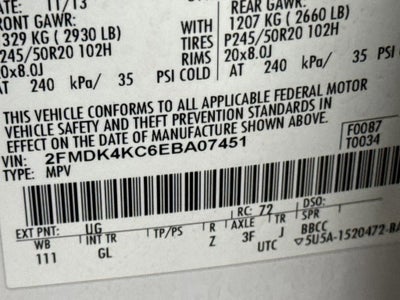 11/13
FRONT GAWR: REAR GAWR:
1329 KG ( 2930 LB) WITH 1207 KG ( 2660 LB)
P245/50R20 102H TIRES P245/50R20 102H
20x8.0J RIMS 20x8.0J
AT 240 kPa/ 35 PSI COLD AT 240 kPa/ 35 PSI COLD
THIS VEHICLE CONFORMS TO ALL APPLICABLE FEDERAL MOTOR
VEHICLE SAFETY AND THEFT PREVENTION STANDARDS IN
EFFECT ON THE DATE OF MANUFACTURE SHOWN ABOVE.
VIN: 2FMDK4KC6EBA07451 F0087
TYPE: MPV T0034
EXT PNT: UG RC: 72 DSO:
WB INT TR TP/PS R AXLE TR SPR
111 GL Z 3F J BBCC
UTC 5U5A-1520472-BA